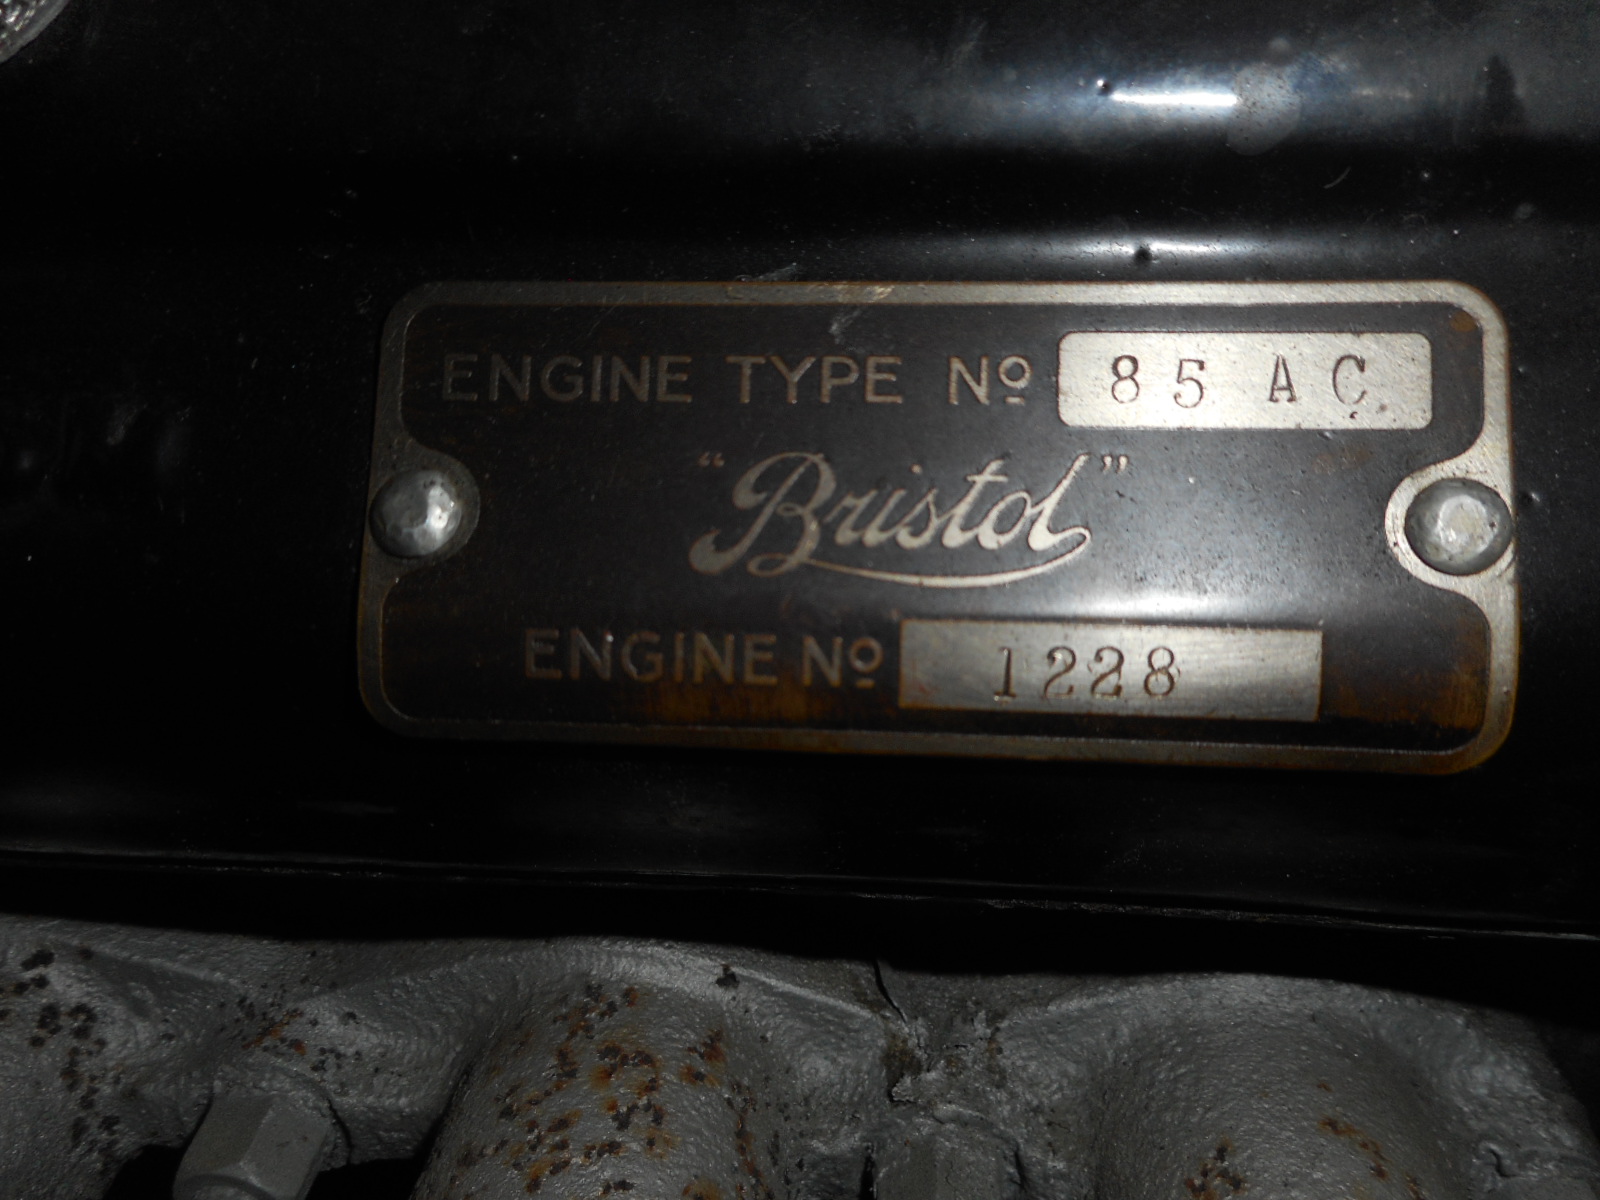 ENGINE TYPE Nº 85 AC
"Bristol"
ENGINE Nº 1228